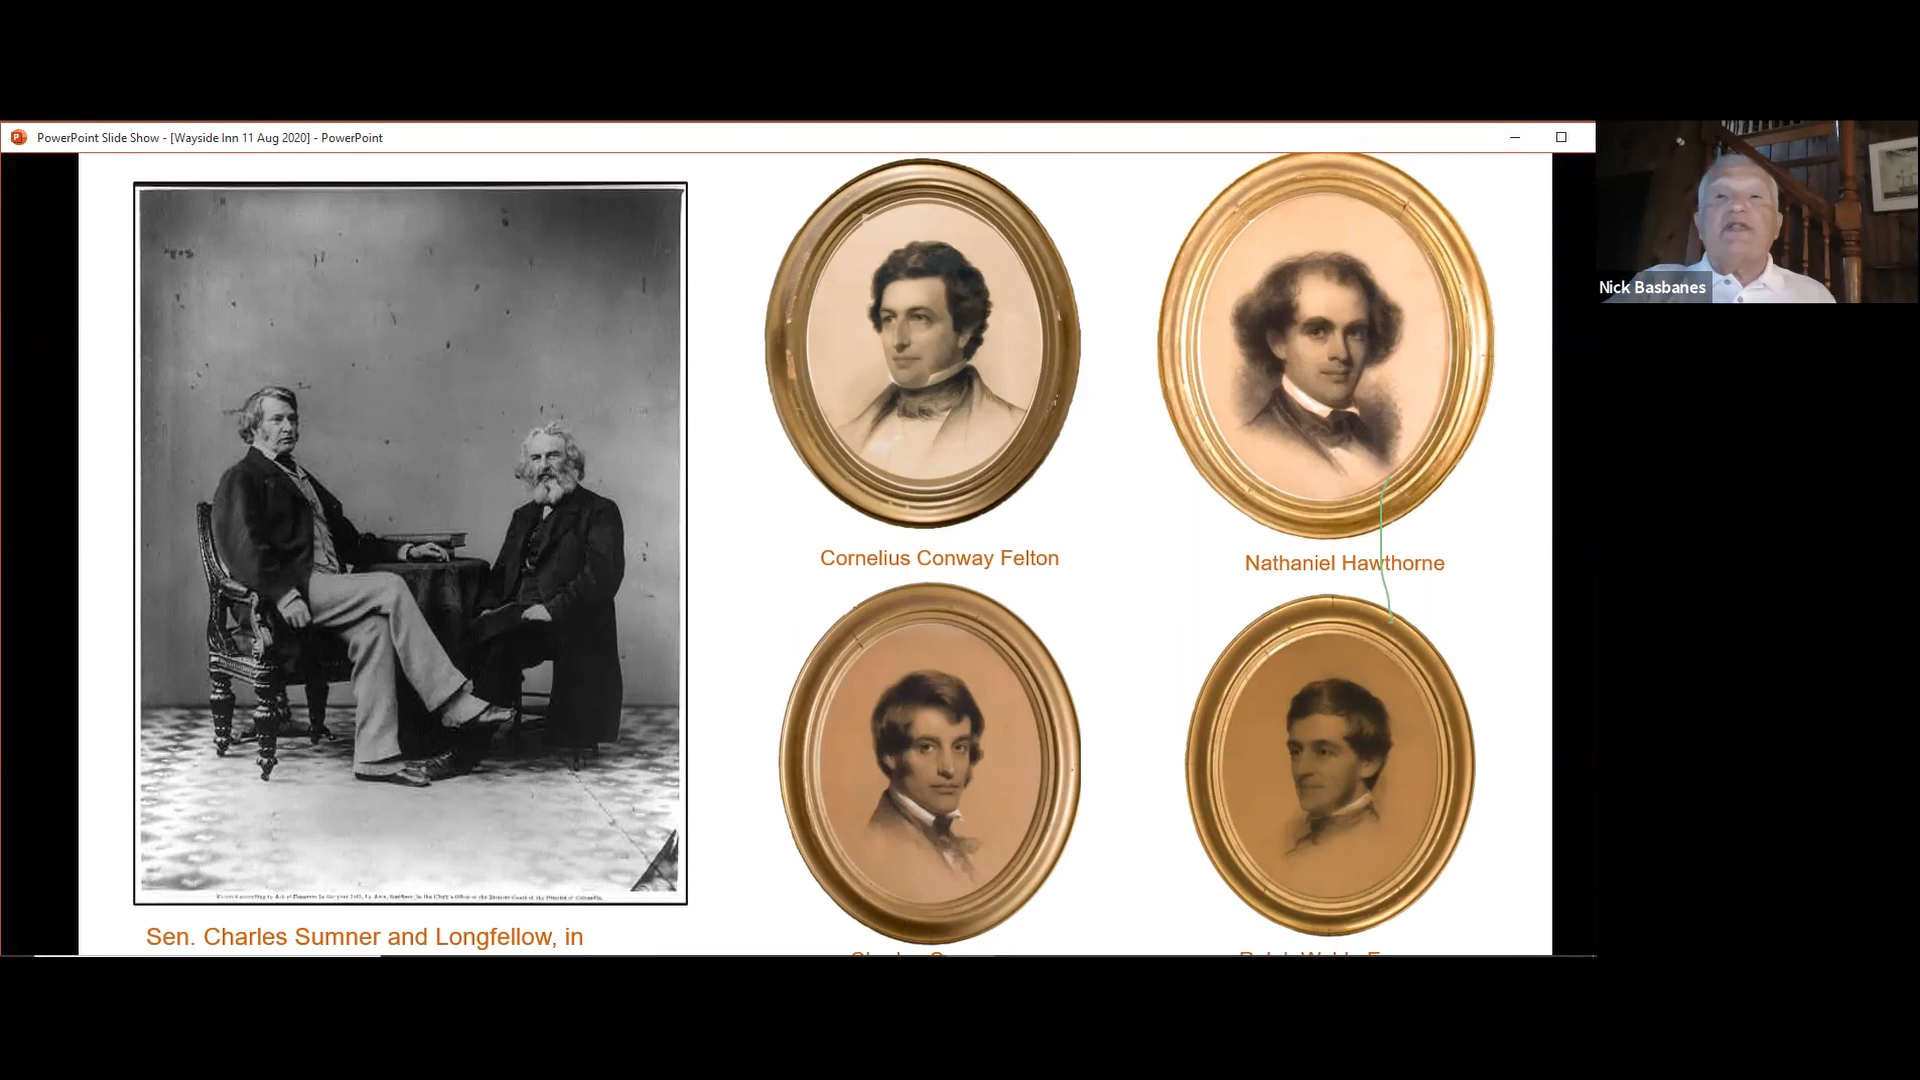 PowerPoint Slide Show - [Wayside Inn 11 Aug 2020] - PowerPoint
Nick Basbanes
Cornelius Conway Felton
Nathaniel Hawthorne
Sen. Charles Sumner and Longfellow, in